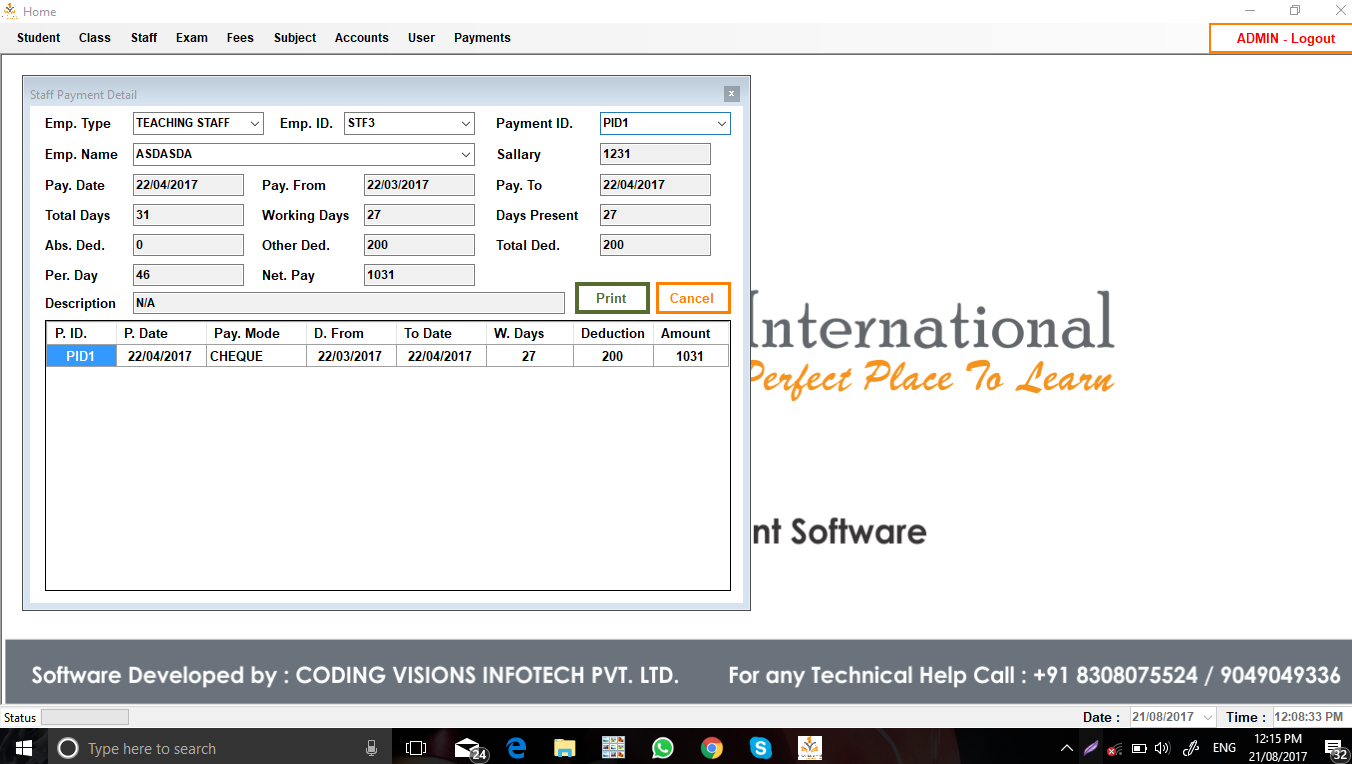 Home
Student Class Staff Exam Fees Subject Accounts User Payments ADMIN - Logout
Staff Payment Detail x
Emp. Type TEACHING STAFF Emp. ID. STF3 Payment ID. PID1
Emp. Name ASDASDA Sallary 1231
Pay. Date 22/04/2017 Pay. From 22/03/2017 Pay. To 22/04/2017
Total Days 31 Working Days 27 Days Present 27
Abs. Ded. 0 Other Ded. 200 Total Ded. 200
Per. Day 46 Net. Pay 1031
Description N/A Print Cancel
P. ID. P. Date Pay. Mode D. From To Date W. Days Deduction Amount
PID1 22/04/2017 CHEQUE 22/03/2017 22/04/2017 27 200 1031
International
Perfect Place To Learn
nt Software
Software Developed by : CODING VISIONS INFOTECH PVT. LTD. For any Technical Help Call : +91 8308075524 / 9049049336
Status Date : 21/08/2017 Time : 12:08:33 PM
Type here to search 24 ENG 12:15 PM 32
21/08/2017